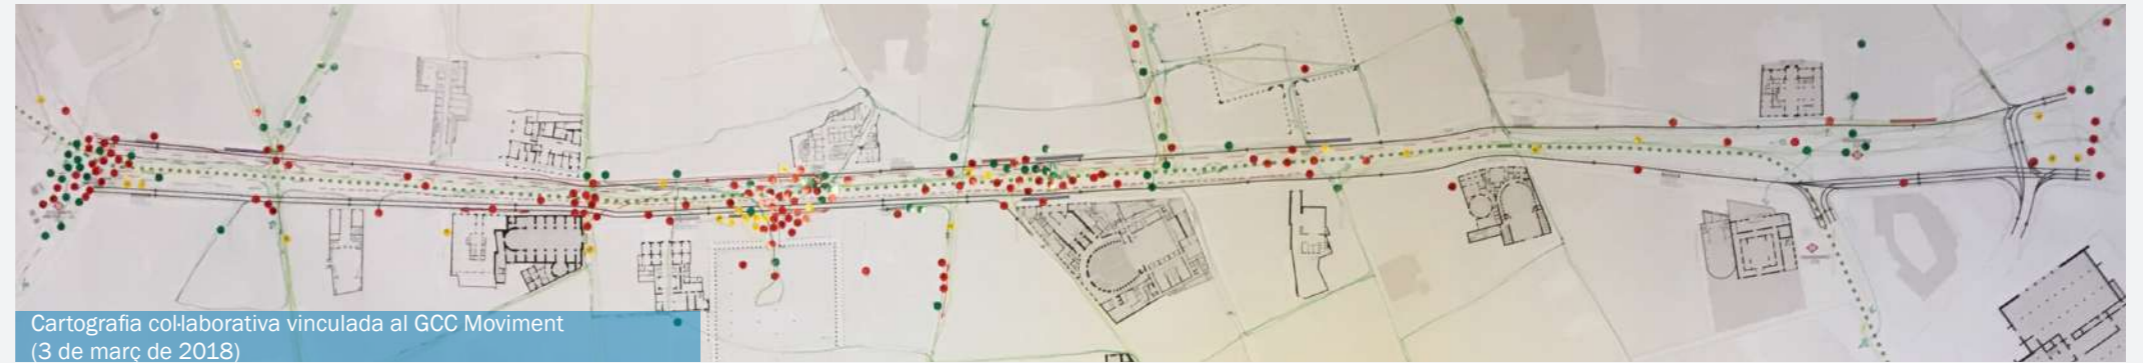 Cartografia col·laborativa vinculada al GCC Moviment
(3 de març de 2018)